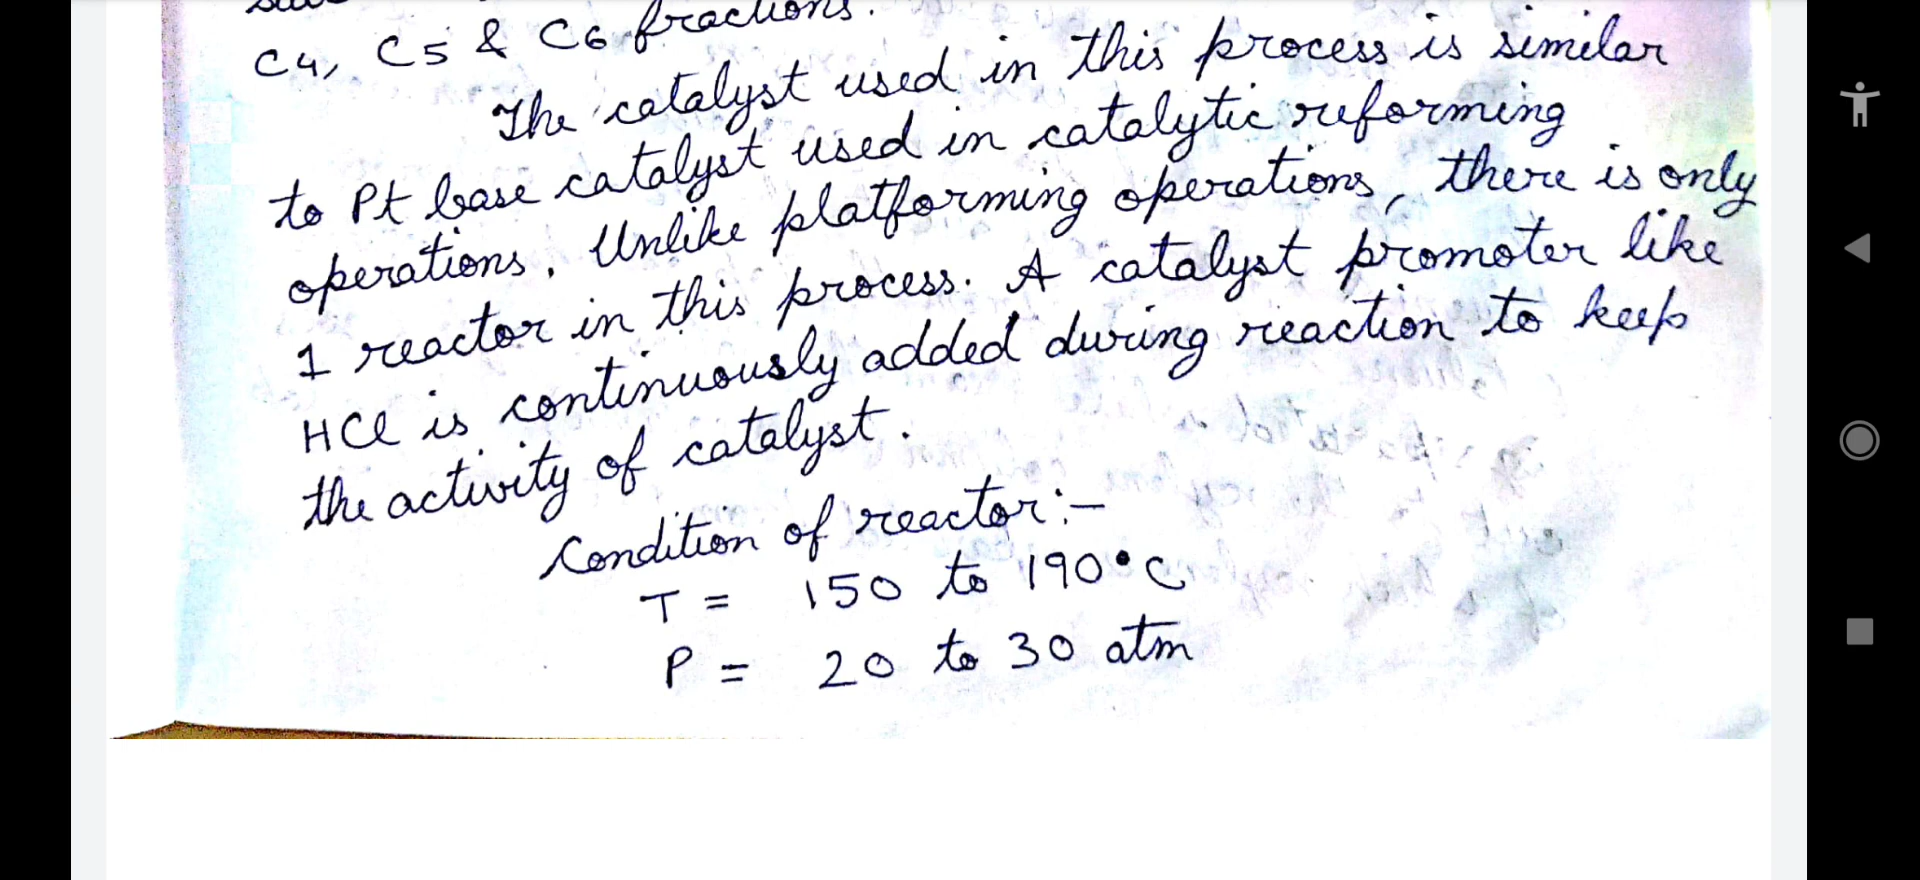 C4, C5 & C6 fractions.
The catalyst used in this process is similar
to Pt base catalyst used in catalytic reforming
operations. Unlike platforming operations, there is only
1 reactor in this process. A catalyst promoter like
HCl is continuously added during reaction to keep
the activity of catalyst.
Condition of reactor :-
T = 150 to 190°C
P = 20 to 30 atm